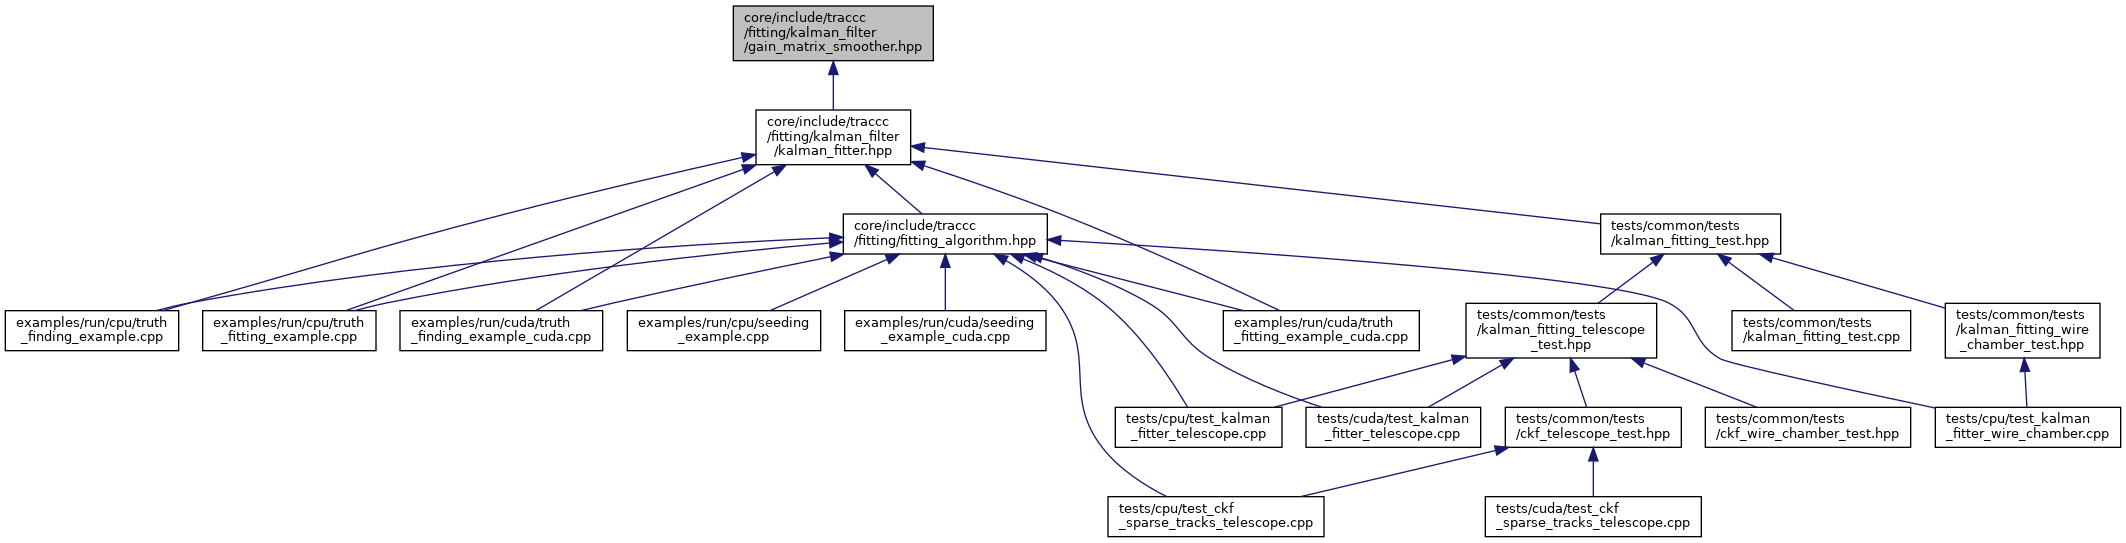 core/include/traccc
/fitting/kalman_filter
/gain_matrix_smoother.hpp
core/include/traccc
/fitting/kalman_filter
/kalman_fitter.hpp
core/include/traccc
/fitting/fitting_algorithm.hpp
tests/common/tests
/kalman_fitting_test.hpp
examples/run/cpu/truth
_finding_example.cpp
examples/run/cpu/truth
_fitting_example.cpp
examples/run/cuda/truth
_finding_example_cuda.cpp
examples/run/cpu/seeding
_example.cpp
examples/run/cuda/seeding
_example_cuda.cpp
examples/run/cuda/truth
_fitting_example_cuda.cpp
tests/common/tests
/kalman_fitting_telescope
_test.hpp
tests/common/tests
/kalman_fitting_test.cpp
tests/common/tests
/kalman_fitting_wire
_chamber_test.hpp
tests/cpu/test_kalman
_fitter_telescope.cpp
tests/cuda/test_kalman
_fitter_telescope.cpp
tests/common/tests
/ckf_telescope_test.hpp
tests/common/tests
/ckf_wire_chamber_test.hpp
tests/cpu/test_kalman
_fitter_wire_chamber.cpp
tests/cpu/test_ckf
_sparse_tracks_telescope.cpp
tests/cuda/test_ckf
_sparse_tracks_telescope.cpp